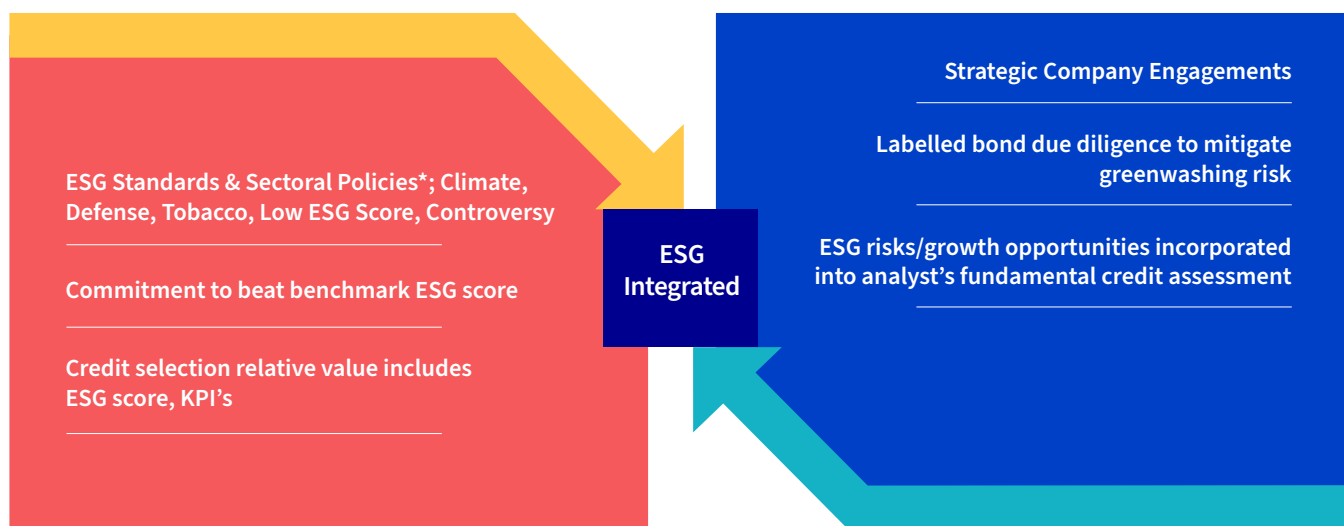 ESG Standards & Sectoral Policies*; Climate,
Defense, Tobacco, Low ESG Score, Controversy
Commitment to beat benchmark ESG score
Credit selection relative value includes
ESG score, KPI’s
ESG
Integrated
Strategic Company Engagements
Labelled bond due diligence to mitigate
greenwashing risk
ESG risks/growth opportunities incorporated
into analyst’s fundamental credit assessment